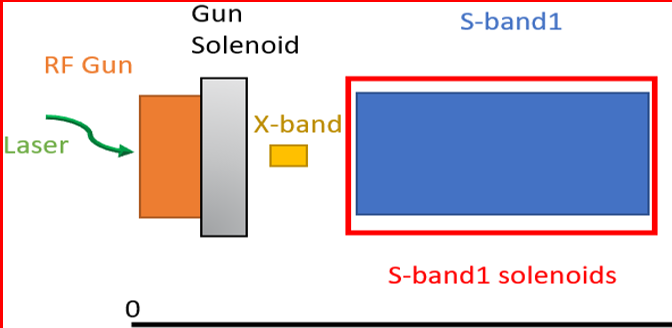 Gun
Solenoid
S-band1
RF Gun
X-band
Laser
S-band1 solenoids
0